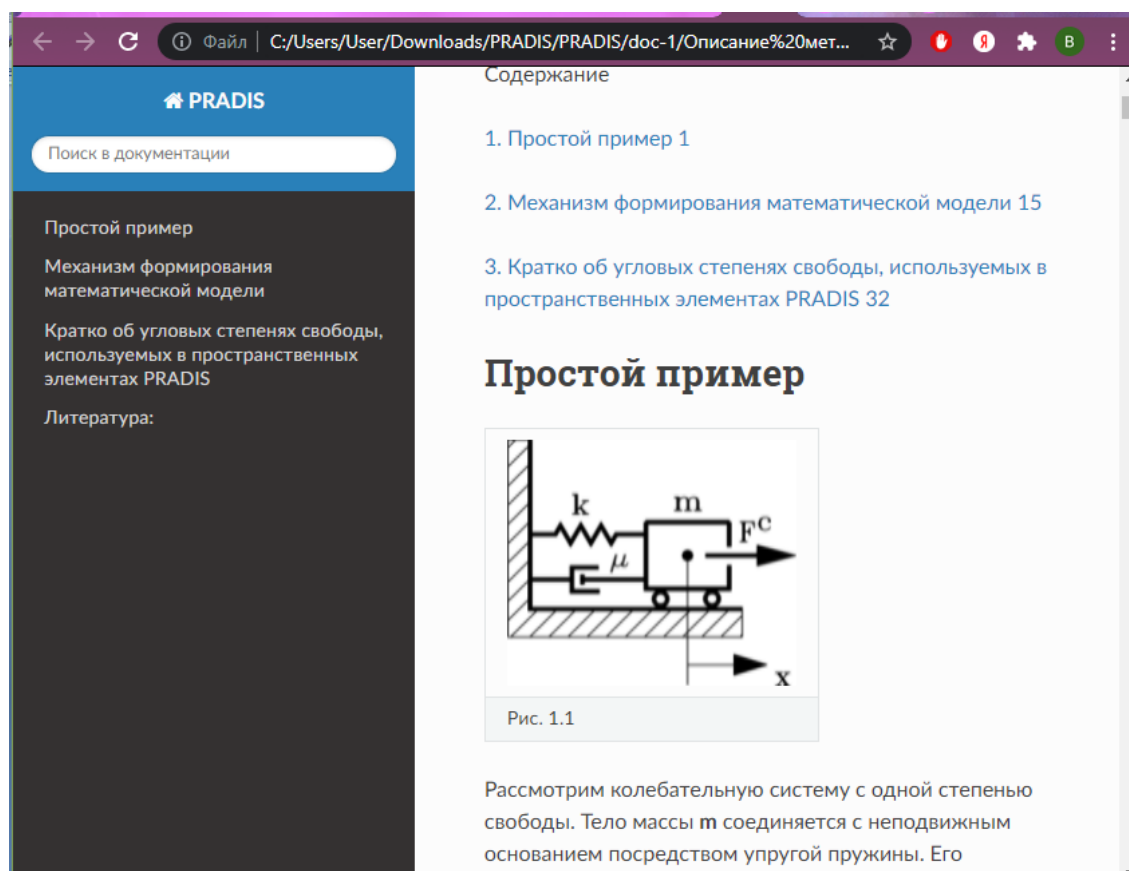 Файл
C:/Users/User/Downloads/PRADIS/PRADIS/doc-1/Описание%20мет...
Я
B
PRADIS
Поиск в документации
Простой пример
Механизм формирования
математической модели
Кратко об угловых степенях свободы,
используемых в пространственных
элементах PRADIS
Литература:
Содержание
1. Простой пример 1
2. Механизм формирования математической модели 15
3. Кратко об угловых степенях свободы, используемых в
пространственных элементах PRADIS 32
Простой пример
k
m
F^C
μ
x
Рис. 1.1
Рассмотрим колебательную систему с одной степенью
свободы. Тело массы m соединяется с неподвижным
основанием посредством упругой пружины. Его